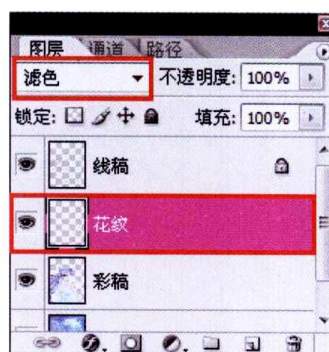 图层 通道 路径
滤色 不透明度: 100%
锁定: 填充: 100%
线稿
花纹
彩稿